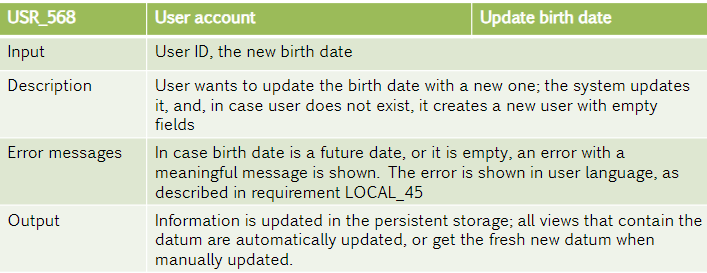 USR_568 User account Update birth date
Input User ID, the new birth date
Description User wants to update the birth date with a new one; the system updates
it, and, in case user does not exist, it creates a new user with empty
fields
Error messages In case birth date is a future date, or it is empty, an error with a
meaningful message is shown. The error is shown in user language, as
described in requirement LOCAL_45
Output Information is updated in the persistent storage; all views that contain the
datum are automatically updated, or get the fresh new datum when
manually updated.